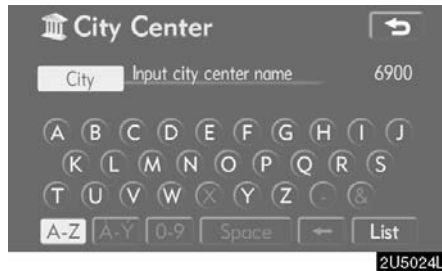 City Center
City Input city center name 6900
A B C D E F G H I J
K L M N O P Q R S
T U V W X Y Z - &
A-Z À-Ý 0-9 Space ← List
2U5024L